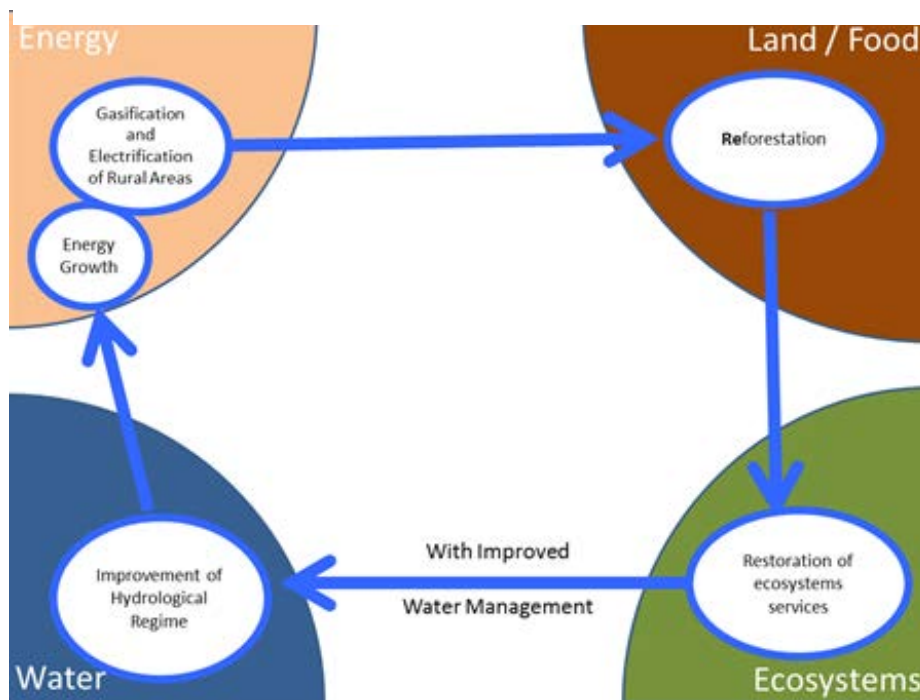 Energy
Land / Food
Gasification
and
Electrification
of Rural Areas
Reforestation
Energy
Growth
With Improved
Water Management
Improvement of
Hydrological
Regime
Restoration of
ecosystems
services
Water
Ecosystems